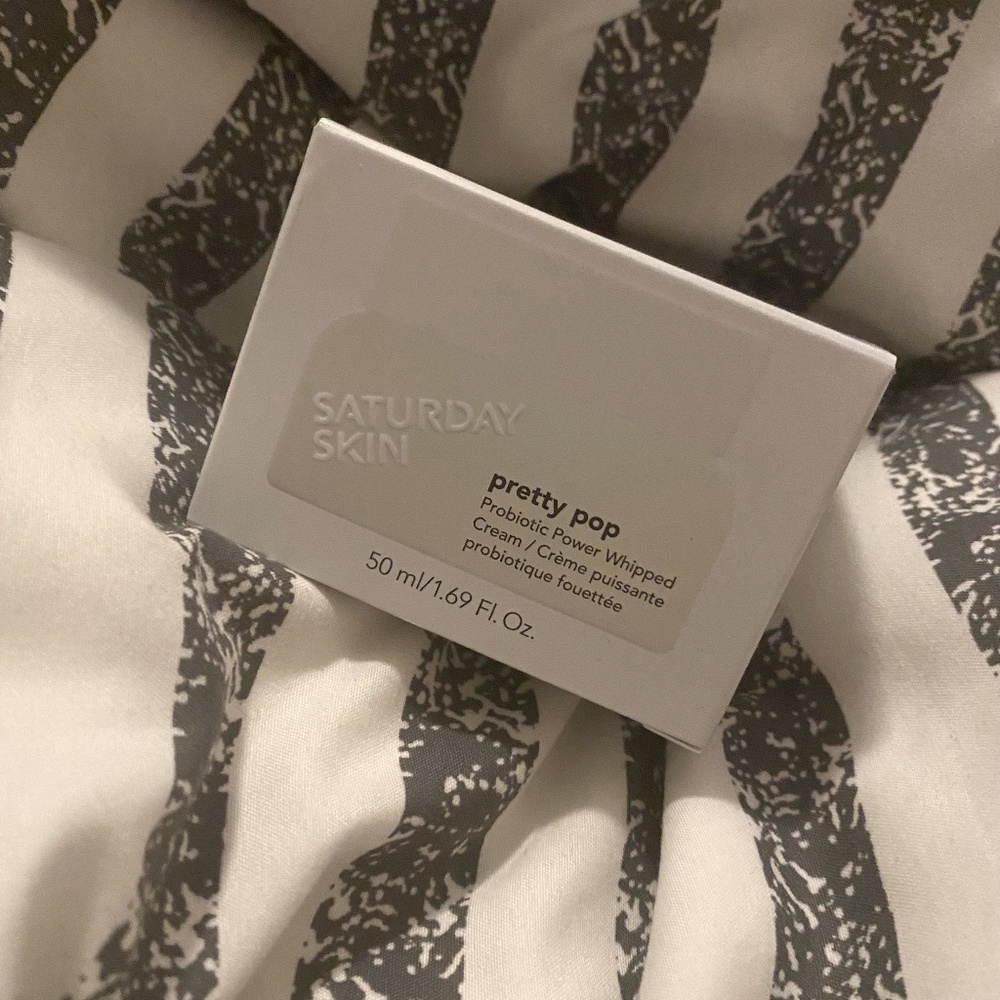 SATURDAY
SKIN
pretty pop
Probiotic Power Whipped
Cream / Crème puissante
probiotique fouettée
50 ml/1.69 Fl. Oz.